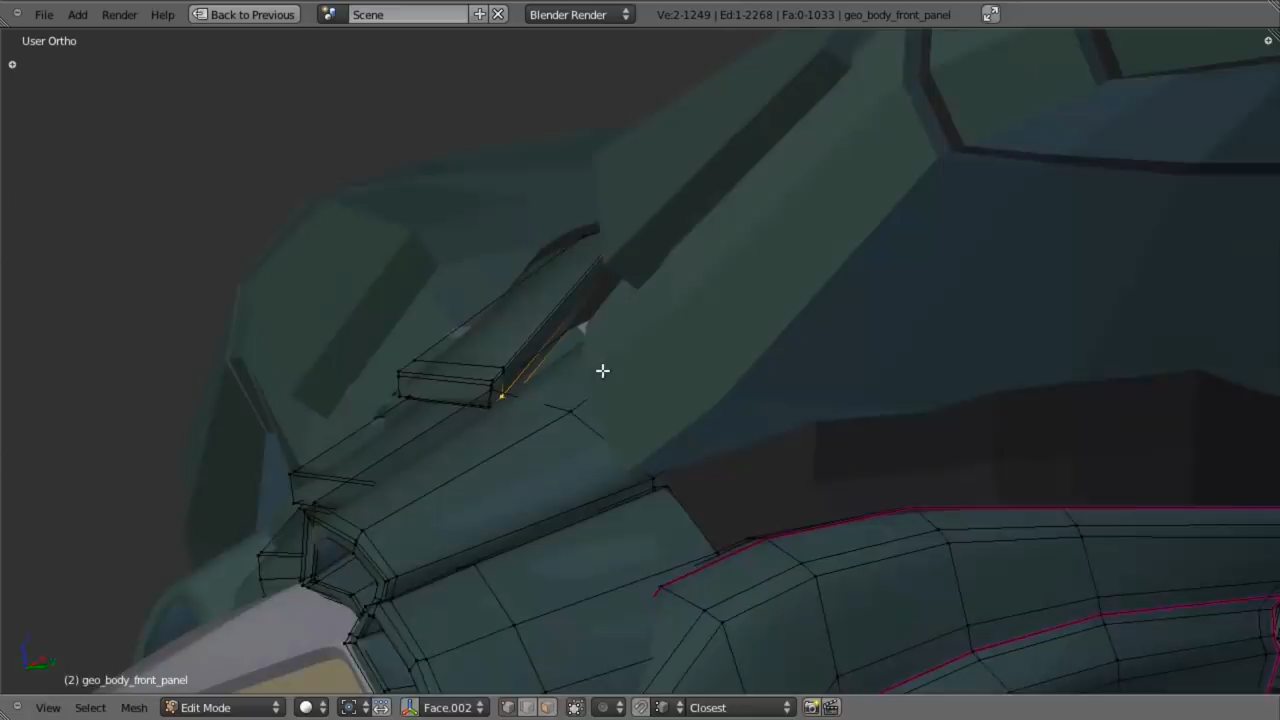 File Add Render Help Back to Previous Scene Blender Render Ve:2-1249 | Ed:1-2268 | Fa:0-1033 | geo_body_front_panel
User Ortho
(2) geo_body_front_panel
View Select Mesh Edit Mode Face.002 Closest